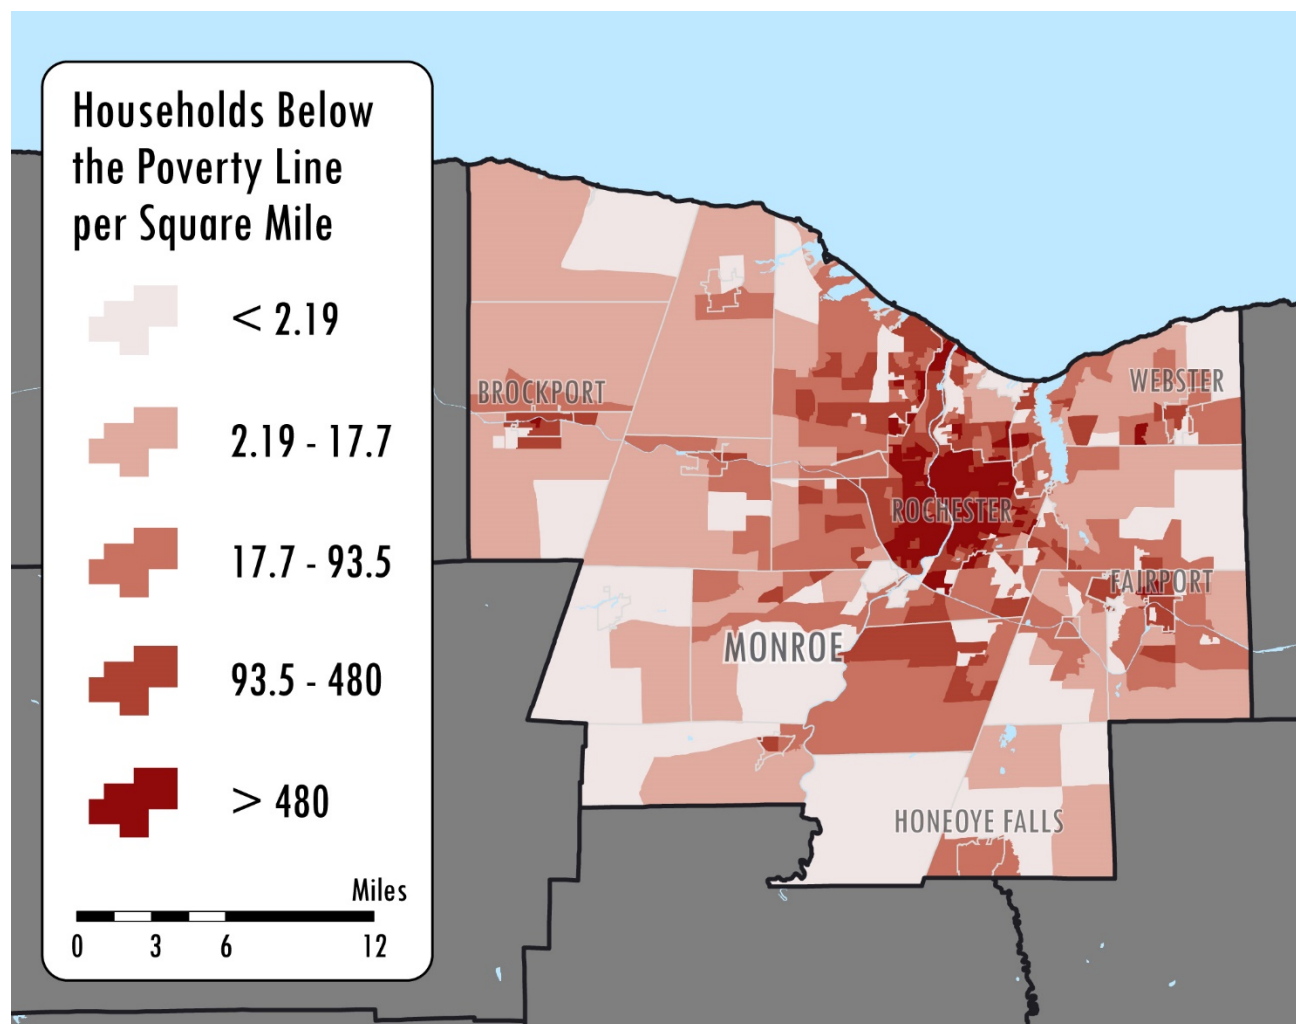 Households Below
the Poverty Line
per Square Mile
< 2.19
2.19 - 17.7
17.7 - 93.5
93.5 - 480
> 480
Miles
0 3 6 12
BROCKPORT
WEBSTER
ROCHESTER
FAIRPORT
MONROE
HONEOYE FALLS